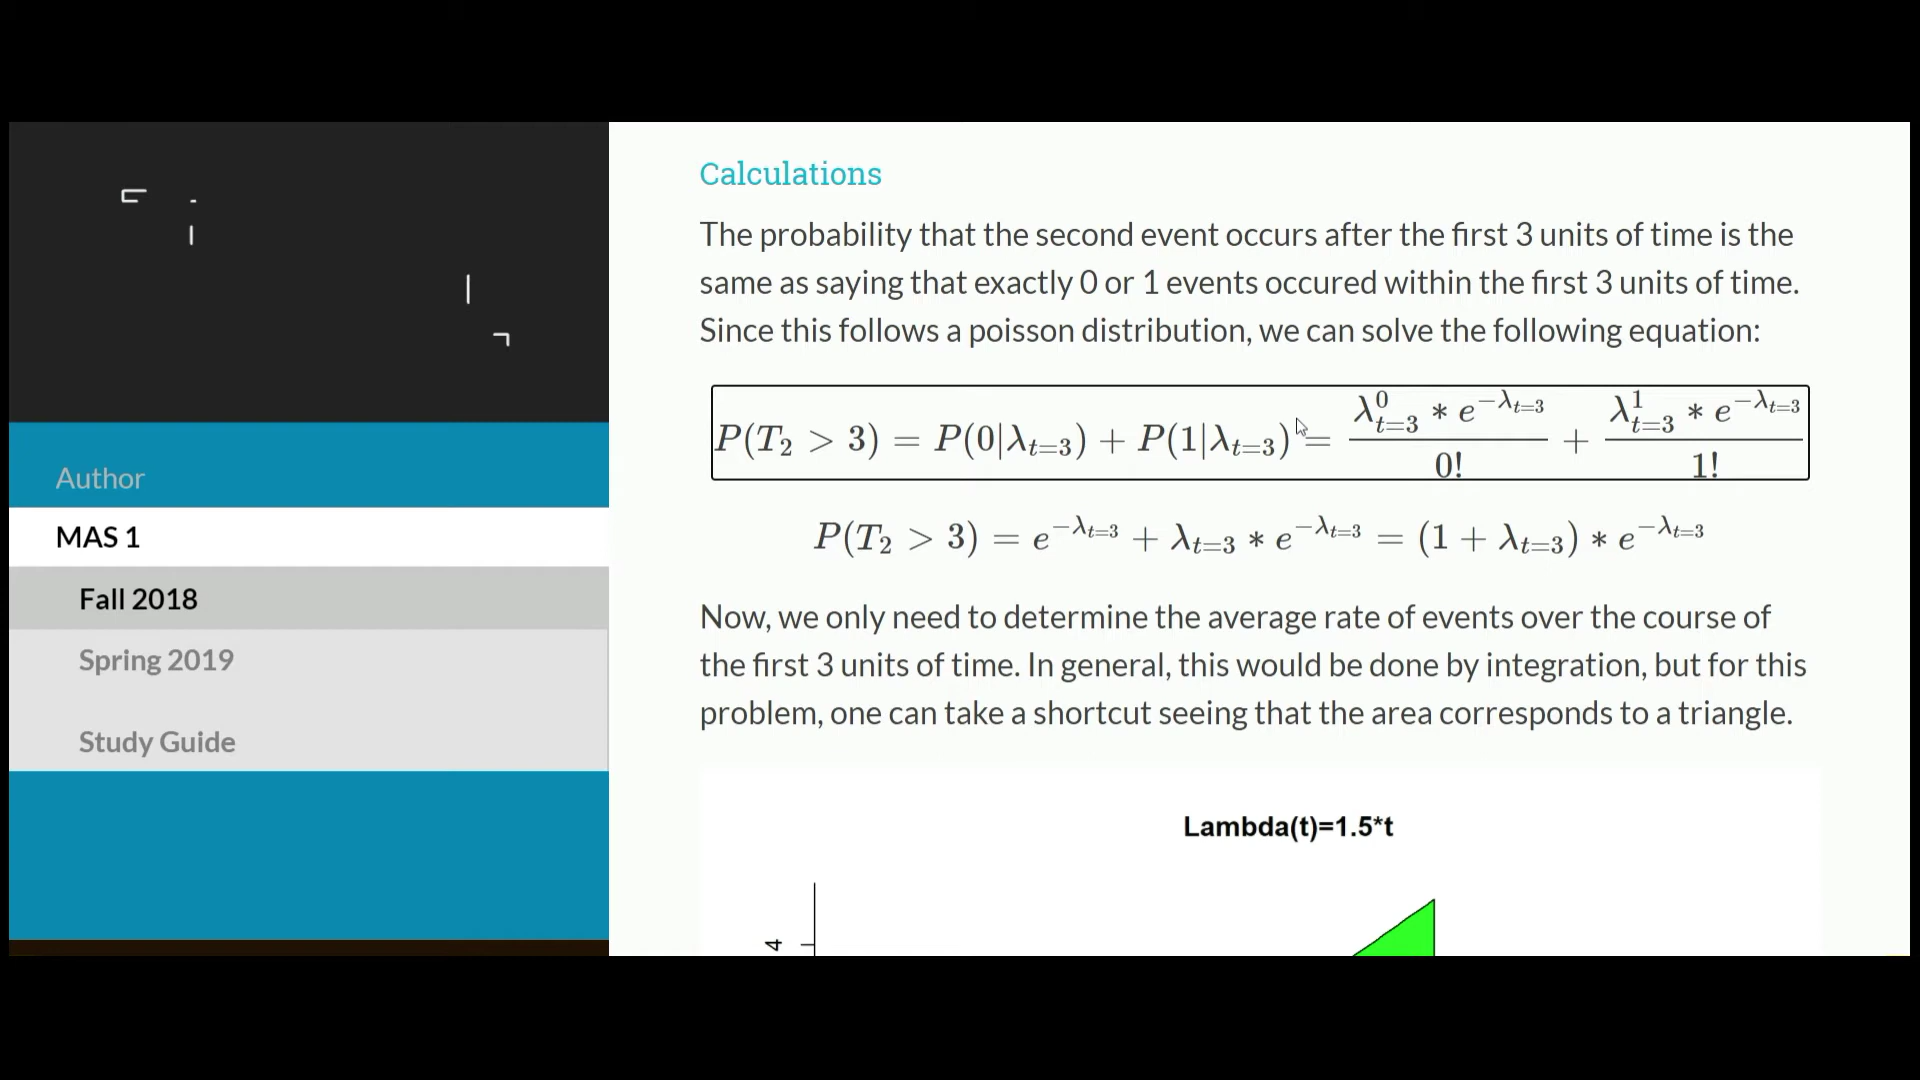 Calculations
The probability that the second event occurs after the first 3 units of time is the
same as saying that exactly 0 or 1 events occured within the first 3 units of time.
Since this follows a poisson distribution, we can solve the following equation:
P(T₂ > 3) = P(0|λₜ₌₃) + P(1|λₜ₌₃) = \frac{λ^0_{t=3} * e^{-λ_{t=3}}}{0!} + \frac{λ^1_{t=3} * e^{-λ_{t=3}}}{1!}
P(T₂ > 3) = e^{-λ_{t=3}} + λ_{t=3} * e^{-λ_{t=3}} = (1 + λ_{t=3}) * e^{-λ_{t=3}}
Now, we only need to determine the average rate of events over the course of
the first 3 units of time. In general, this would be done by integration, but for this
problem, one can take a shortcut seeing that the area corresponds to a triangle.
Lambda(t)=1.5*t
4
Author
MAS 1
Fall 2018
Spring 2019
Study Guide